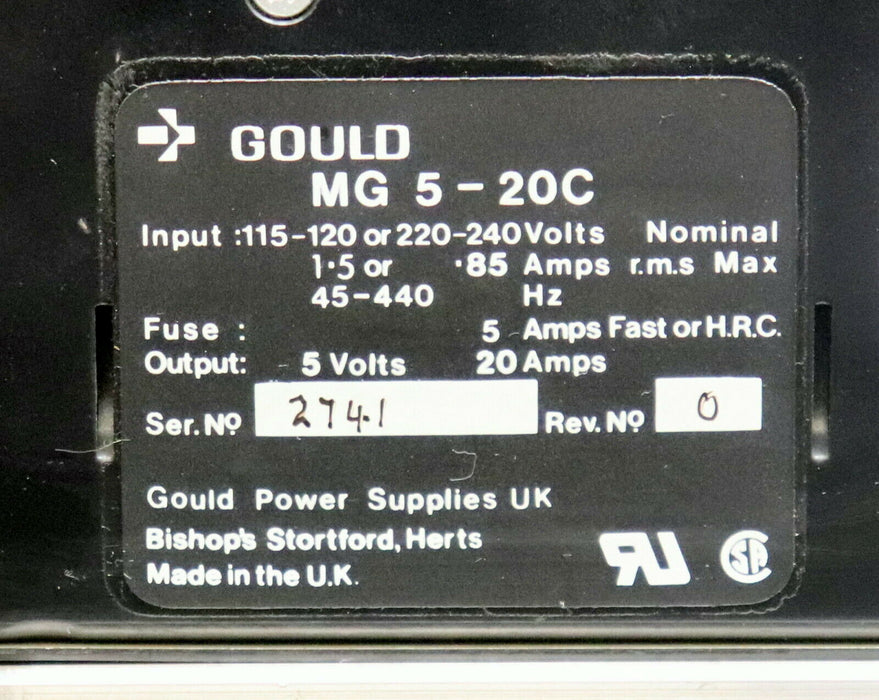 GOULD
MG 5-20C
Input :115-120 or 220-240 Volts Nominal
1·5 or ·85 Amps r.m.s Max
45-440 Hz
Fuse : 5 Amps Fast or H.R.C.
Output: 5 Volts 20 Amps
Ser. Nº 2741 Rev. Nº 0
Gould Power Supplies UK
Bishop's Stortford, Herts
Made in the U.K.
RU SA